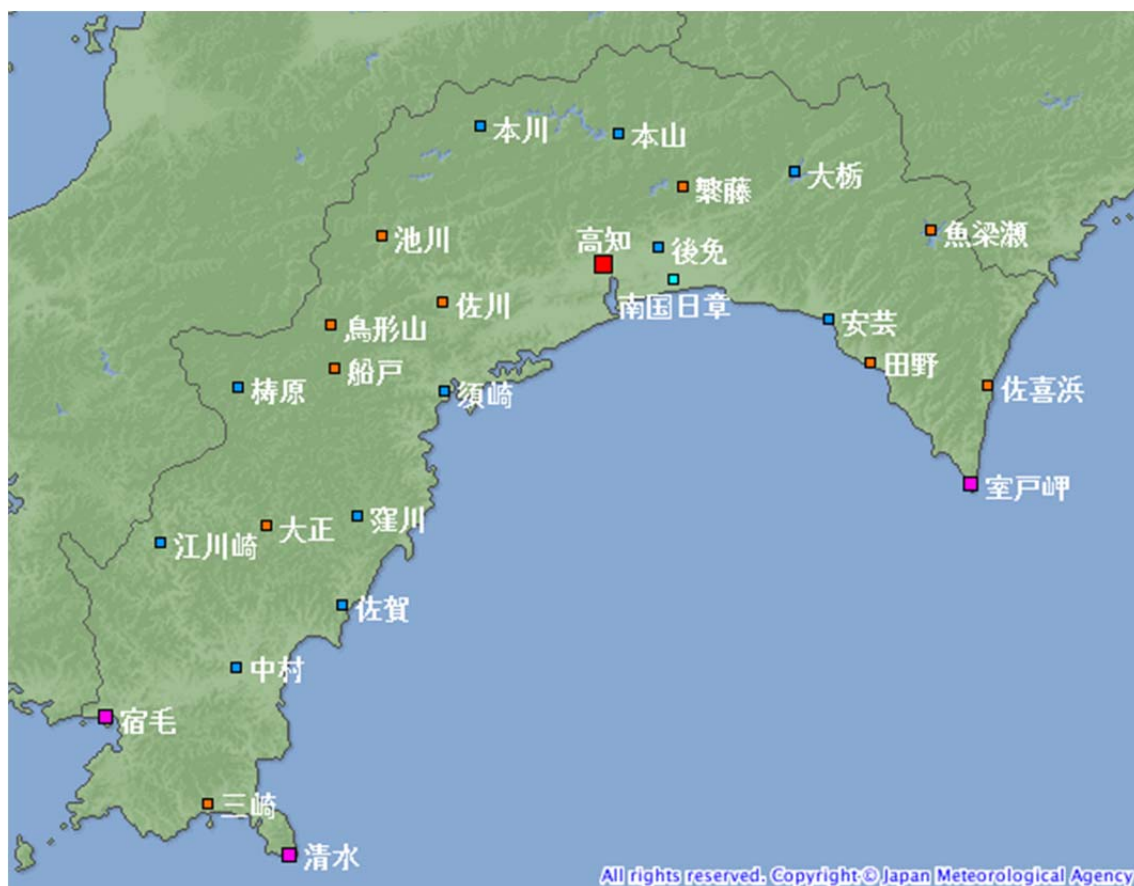 本川
本山
大栃
繁藤
池川
高知
後免
魚梁瀬
佐川
南国日章
鳥形山
安芸
船戸
田野
梼原
須崎
佐喜浜
室戸岬
窪川
大正
江川崎
佐賀
中村
宿毛
三崎
清水
All rights reserved. Copyright © Japan Meteorological Agency